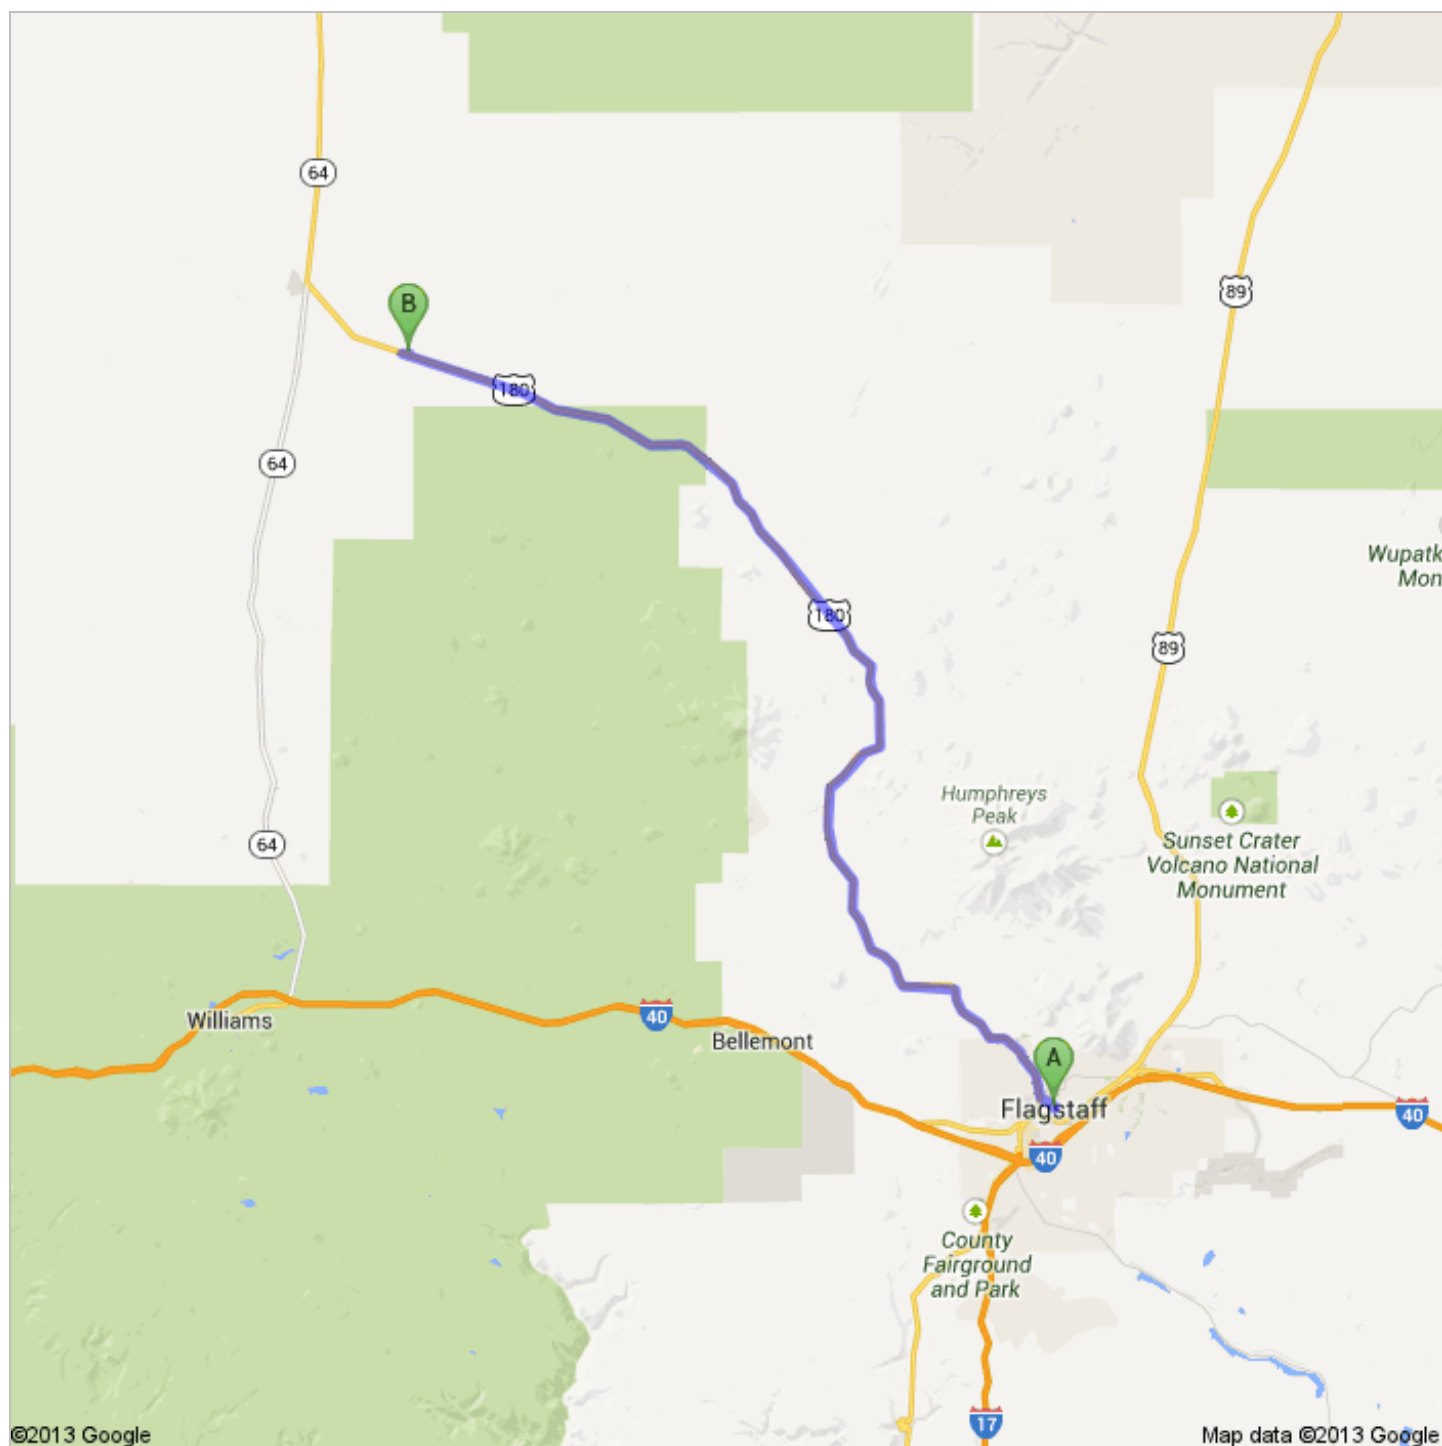 64
B
89
180
64
Wupatk
Mon
180
89
Humphreys
Peak
Sunset Crater
Volcano National
Monument
64
Williams
40
Bellemont
A
Flagstaff
40
40
County
Fairground
and Park
17
©2013 Google
Map data ©2013 Google